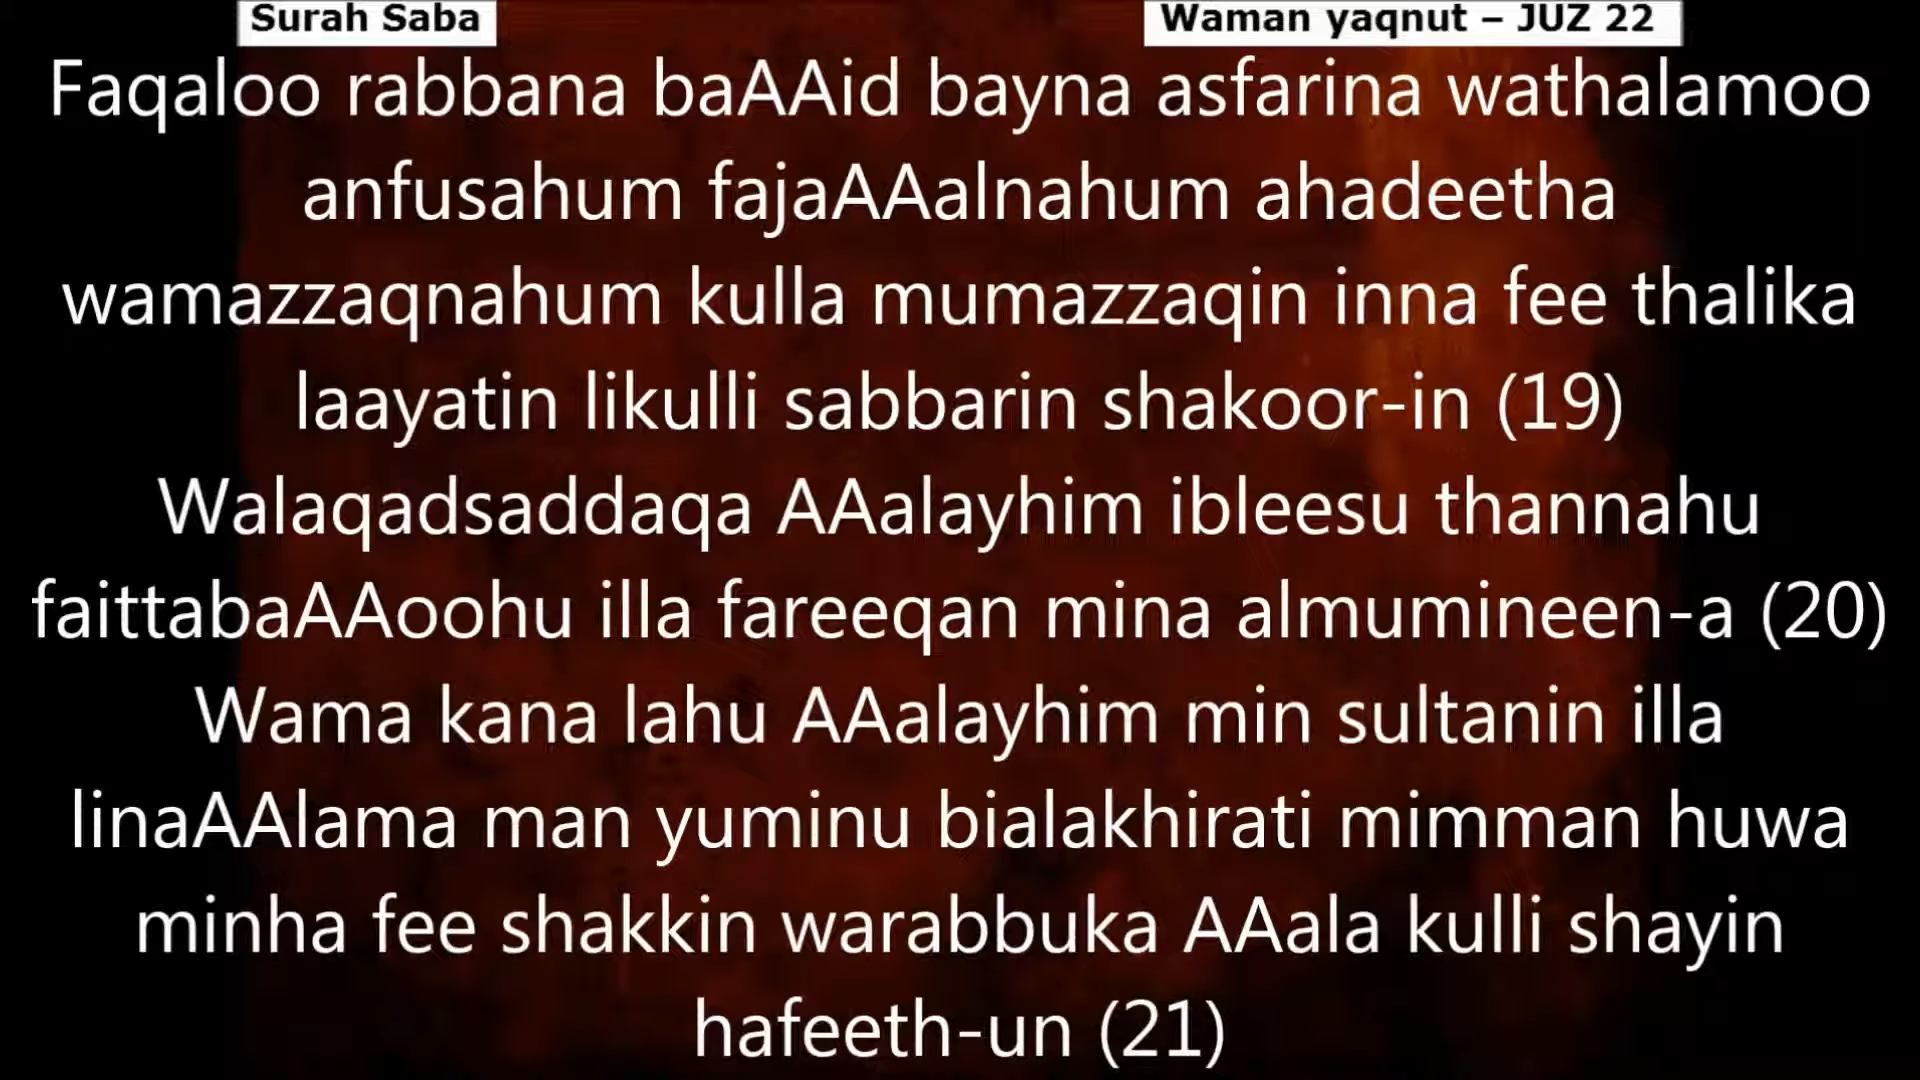 Surah Saba
Waman yaqnut – JUZ 22
Faqaloo rabbana baAAid bayna asfarina wathalamoo
anfusahum fajaAAalnahum ahadeetha
wamazzaqnahum kulla mumazzaqin inna fee thalika
laayatin likulli sabbarin shakoor-in (19)
Walaqadsaddaqa AAalayhim ibleesu thannahu
faittabaAAoohu illa fareeqan mina almumineen-a (20)
Wama kana lahu AAalayhim min sultanin illa
linaAAlama man yuminu bialakhirati mimman huwa
minha fee shakkin warabbuka AAala kulli shayin
hafeeth-un (21)